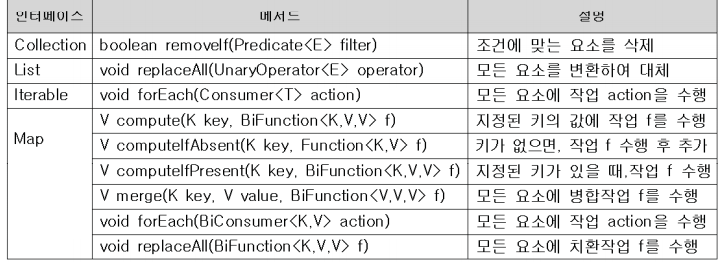 인터페이스 메서드 설명
Collection boolean removeIf(Predicate<E> filter) 조건에 맞는 요소를 삭제
List void replaceAll(UnaryOperator<E> operator) 모든 요소를 변환하여 대체
Iterable void forEach(Consumer<T> action) 모든 요소에 작업 action을 수행
Map V compute(K key, BiFunction<K,V,V> f) 지정된 키의 값에 작업 f를 수행
V computeIfAbsent(K key, Function<K,V> f) 키가 없으면, 작업 f 수행 후 추가
V computeIfPresent(K key, BiFunction<K,V,V> f) 지정된 키가 있을 때,작업 f 수행
V merge(K key, V value, BiFunction<V,V,V> f) 모든 요소에 병합작업 f를 수행
void forEach(BiConsumer<K,V> action) 모든 요소에 작업 action을 수행
void replaceAll(BiFunction<K,V,V> f) 모든 요소에 치환작업 f를 수행